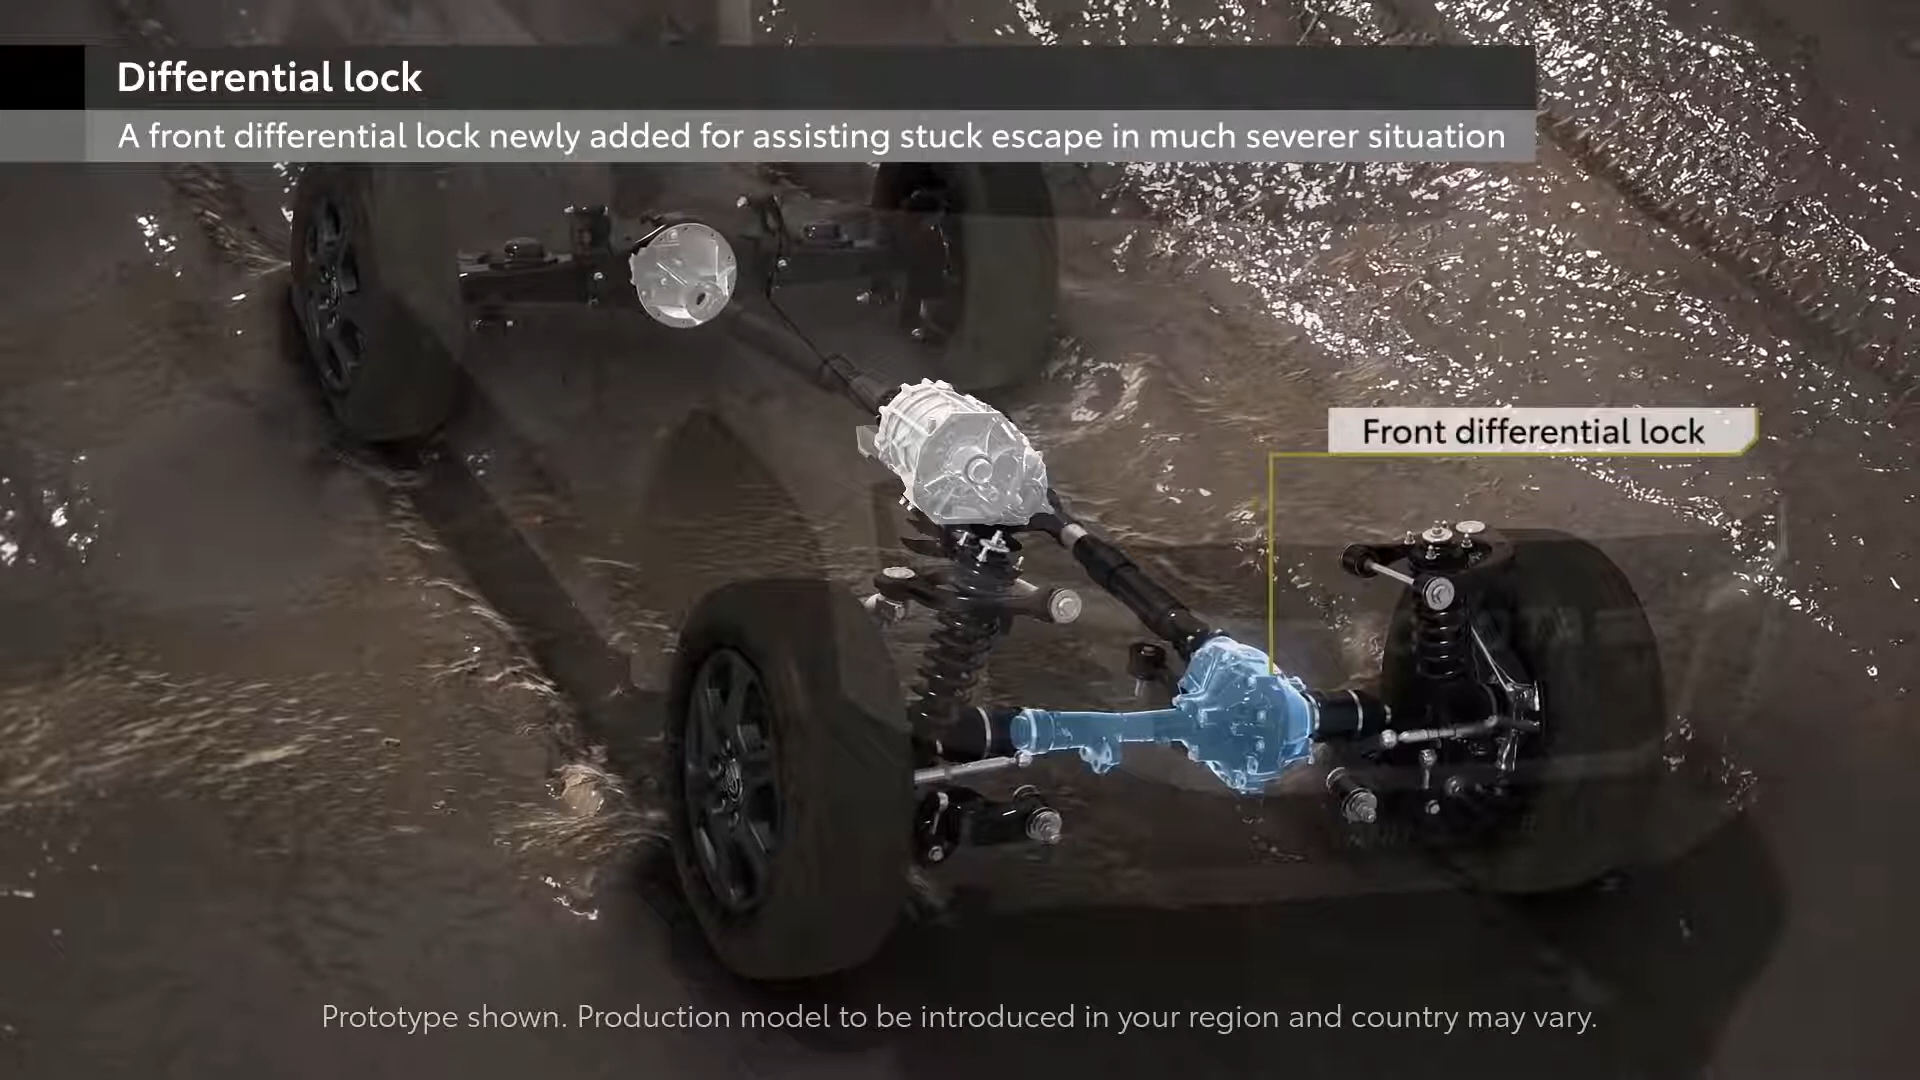 Differential lock
A front differential lock newly added for assisting stuck escape in much severer situation
Front differential lock
Prototype shown. Production model to be introduced in your region and country may vary.